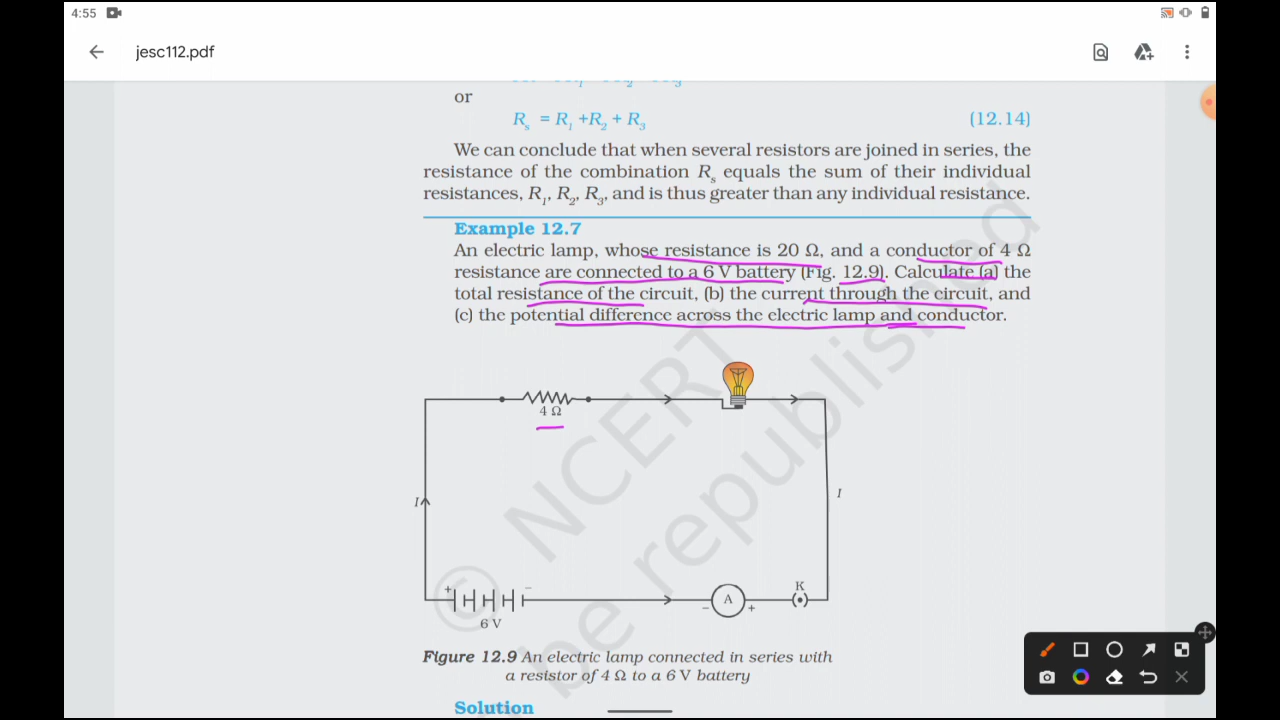 4:55
jesc112.pdf
or
Rs = R1 +R2 + R3 (12.14)
We can conclude that when several resistors are joined in series, the
resistance of the combination Rs equals the sum of their individual
resistances, R1, R2, R3, and is thus greater than any individual resistance.
Example 12.7
An electric lamp, whose resistance is 20 Ω, and a conductor of 4 Ω
resistance are connected to a 6 V battery (Fig. 12.9). Calculate (a) the
total resistance of the circuit, (b) the current through the circuit, and
(c) the potential difference across the electric lamp and conductor.
4 Ω
I
I
+ −
6 V
− A +
K
© NCERT
be republished
Figure 12.9 An electric lamp connected in series with
a resistor of 4 Ω to a 6 V battery
Solution